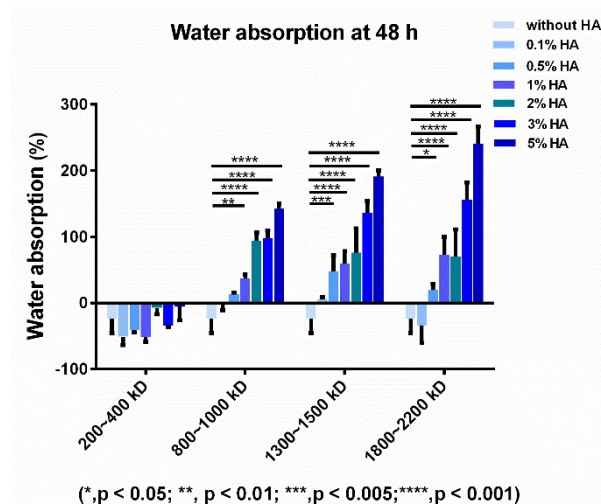 Water absorption at 48 h
without HA
0.1% HA
0.5% HA
1% HA
2% HA
3% HA
5% HA
Water absorption (%)
300
200
100
0
-100
**
****
****
****
***
****
****
****
****
*
****
****
****
****
200~400 kD
800~1000 kD
1300~1500 kD
1800~2200 kD
(*,p < 0.05; **, p < 0.01; ***,p < 0.005;****,p < 0.001)